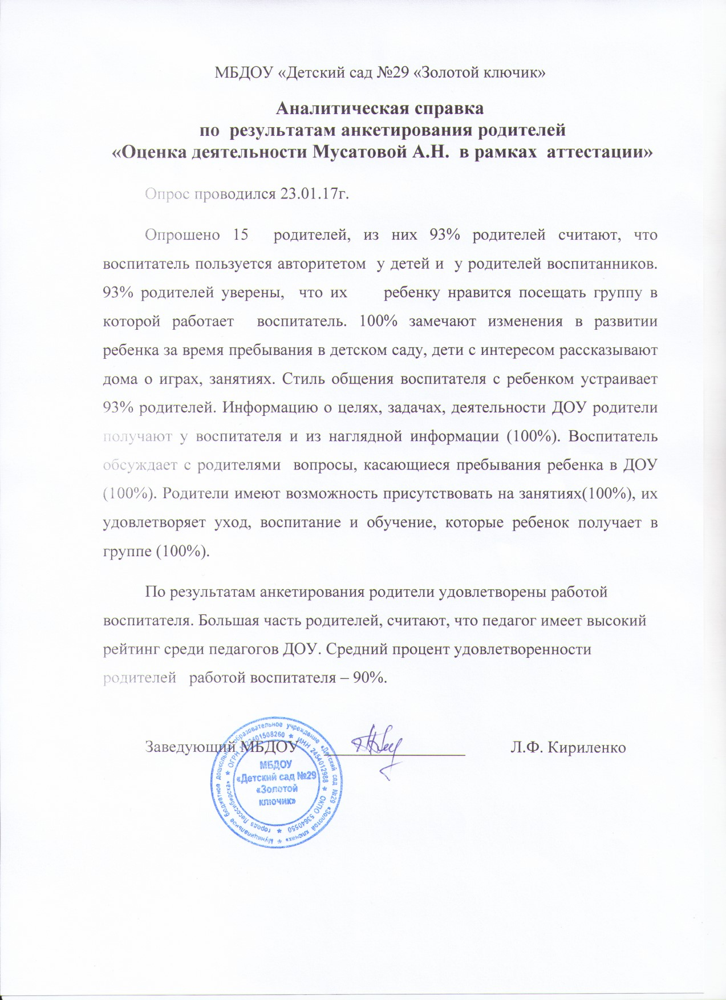 МБДОУ «Детский сад №29 «Золотой ключик»
Аналитическая справка
по результатам анкетирования родителей
«Оценка деятельности Мусатовой А.Н. в рамках аттестации»
Опрос проводился 23.01.17г.
Опрошено 15 родителей, из них 93% родителей считают, что
воспитатель пользуется авторитетом у детей и у родителей воспитанников.
93% родителей уверены, что их ребенку нравится посещать группу в
которой работает воспитатель. 100% замечают изменения в развитии
ребенка за время пребывания в детском саду, дети с интересом рассказывают
дома о играх, занятиях. Стиль общения воспитателя с ребенком устраивает
93% родителей. Информацию о целях, задачах, деятельности ДОУ родители
получают у воспитателя и из наглядной информации (100%). Воспитатель
обсуждает с родителями вопросы, касающиеся пребывания ребенка в ДОУ
(100%). Родители имеют возможность присутствовать на занятиях(100%), их
удовлетворяет уход, воспитание и обучение, которые ребенок получает в
группе (100%).
По результатам анкетирования родители удовлетворены работой
воспитателя. Большая часть родителей, считают, что педагог имеет высокий
рейтинг среди педагогов ДОУ. Средний процент удовлетворенности
родителей работой воспитателя – 90%.
Заведующий МБДОУ Л.Ф. Кириленко
Муниципальное бюджетное дошкольное образовательное учреждение «Детский сад №29 «Золотой ключик»
города Лесосибирска» ★ ОГРН ★ ИНН 2454012988 ★ ОКПО 53640550 ★
МБДОУ
«Детский сад №29
«Золотой
ключик»